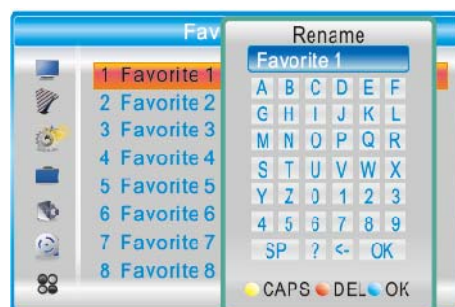 Fav
Rename
Favorite 1
1 Favorite 1
2 Favorite 2
3 Favorite 3
4 Favorite 4
5 Favorite 5
6 Favorite 6
7 Favorite 7
8 Favorite 8
A B C D E F
G H I J K L
M N O P Q R
S T U V W X
Y Z 0 1 2 3
4 5 6 7 8 9
SP ? <- OK
CAPS DEL OK